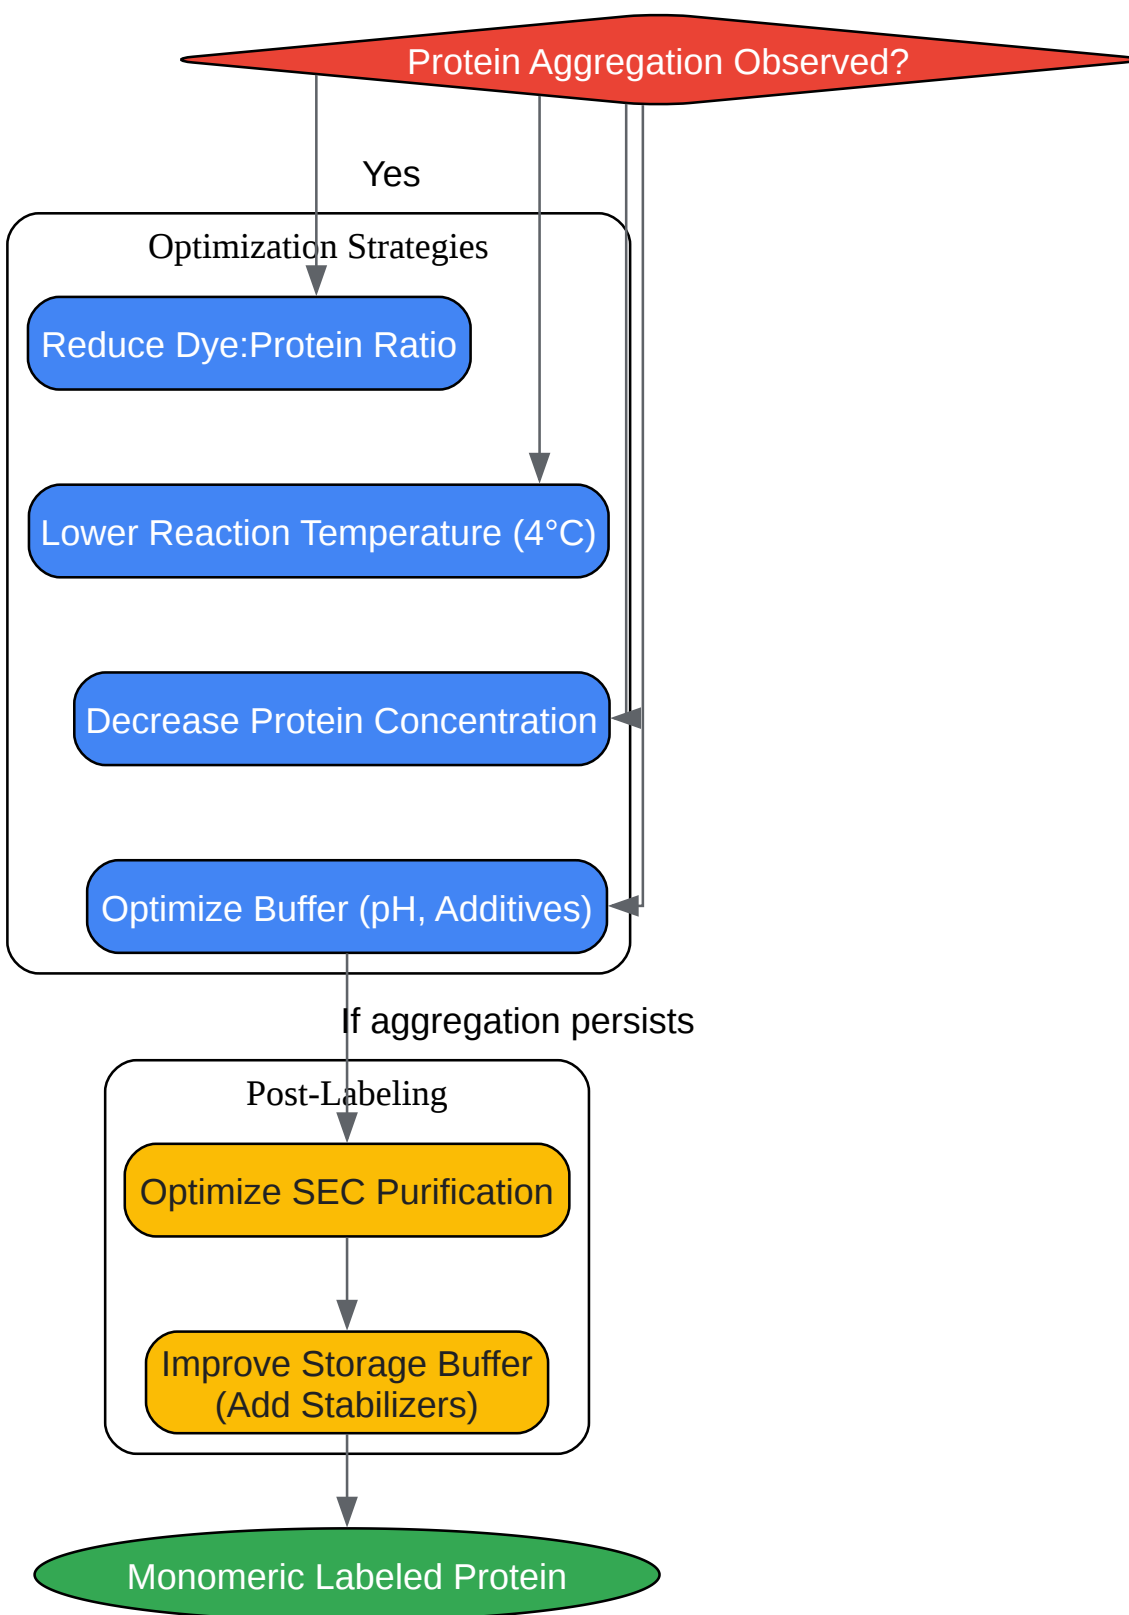 Protein Aggregation Observed?
Yes
Optimization Strategies
Reduce Dye:Protein Ratio
Lower Reaction Temperature (4°C)
Decrease Protein Concentration
Optimize Buffer (pH, Additives)
If aggregation persists
Post-Labeling
Optimize SEC Purification
Improve Storage Buffer
(Add Stabilizers)
Monomeric Labeled Protein